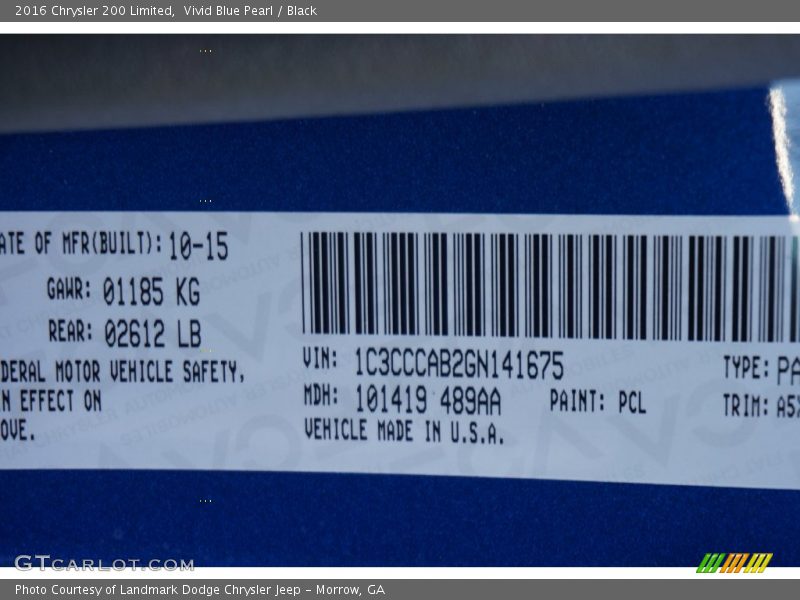 2016 Chrysler 200 Limited,  Vivid Blue Pearl / Black
ATE OF MFR(BUILT): 10-15
GAWR: 01185 KG
REAR: 02612 LB
DERAL MOTOR VEHICLE SAFETY,
N EFFECT ON
OVE.
VIN: 1C3CCCAB2GN141675
MDH: 101419 489AA
PAINT: PCL
VEHICLE MADE IN U.S.A.
TYPE: PA
TRIM: A5X
GTCARLOT.COM
Photo Courtesy of Landmark Dodge Chrysler Jeep – Morrow, GA